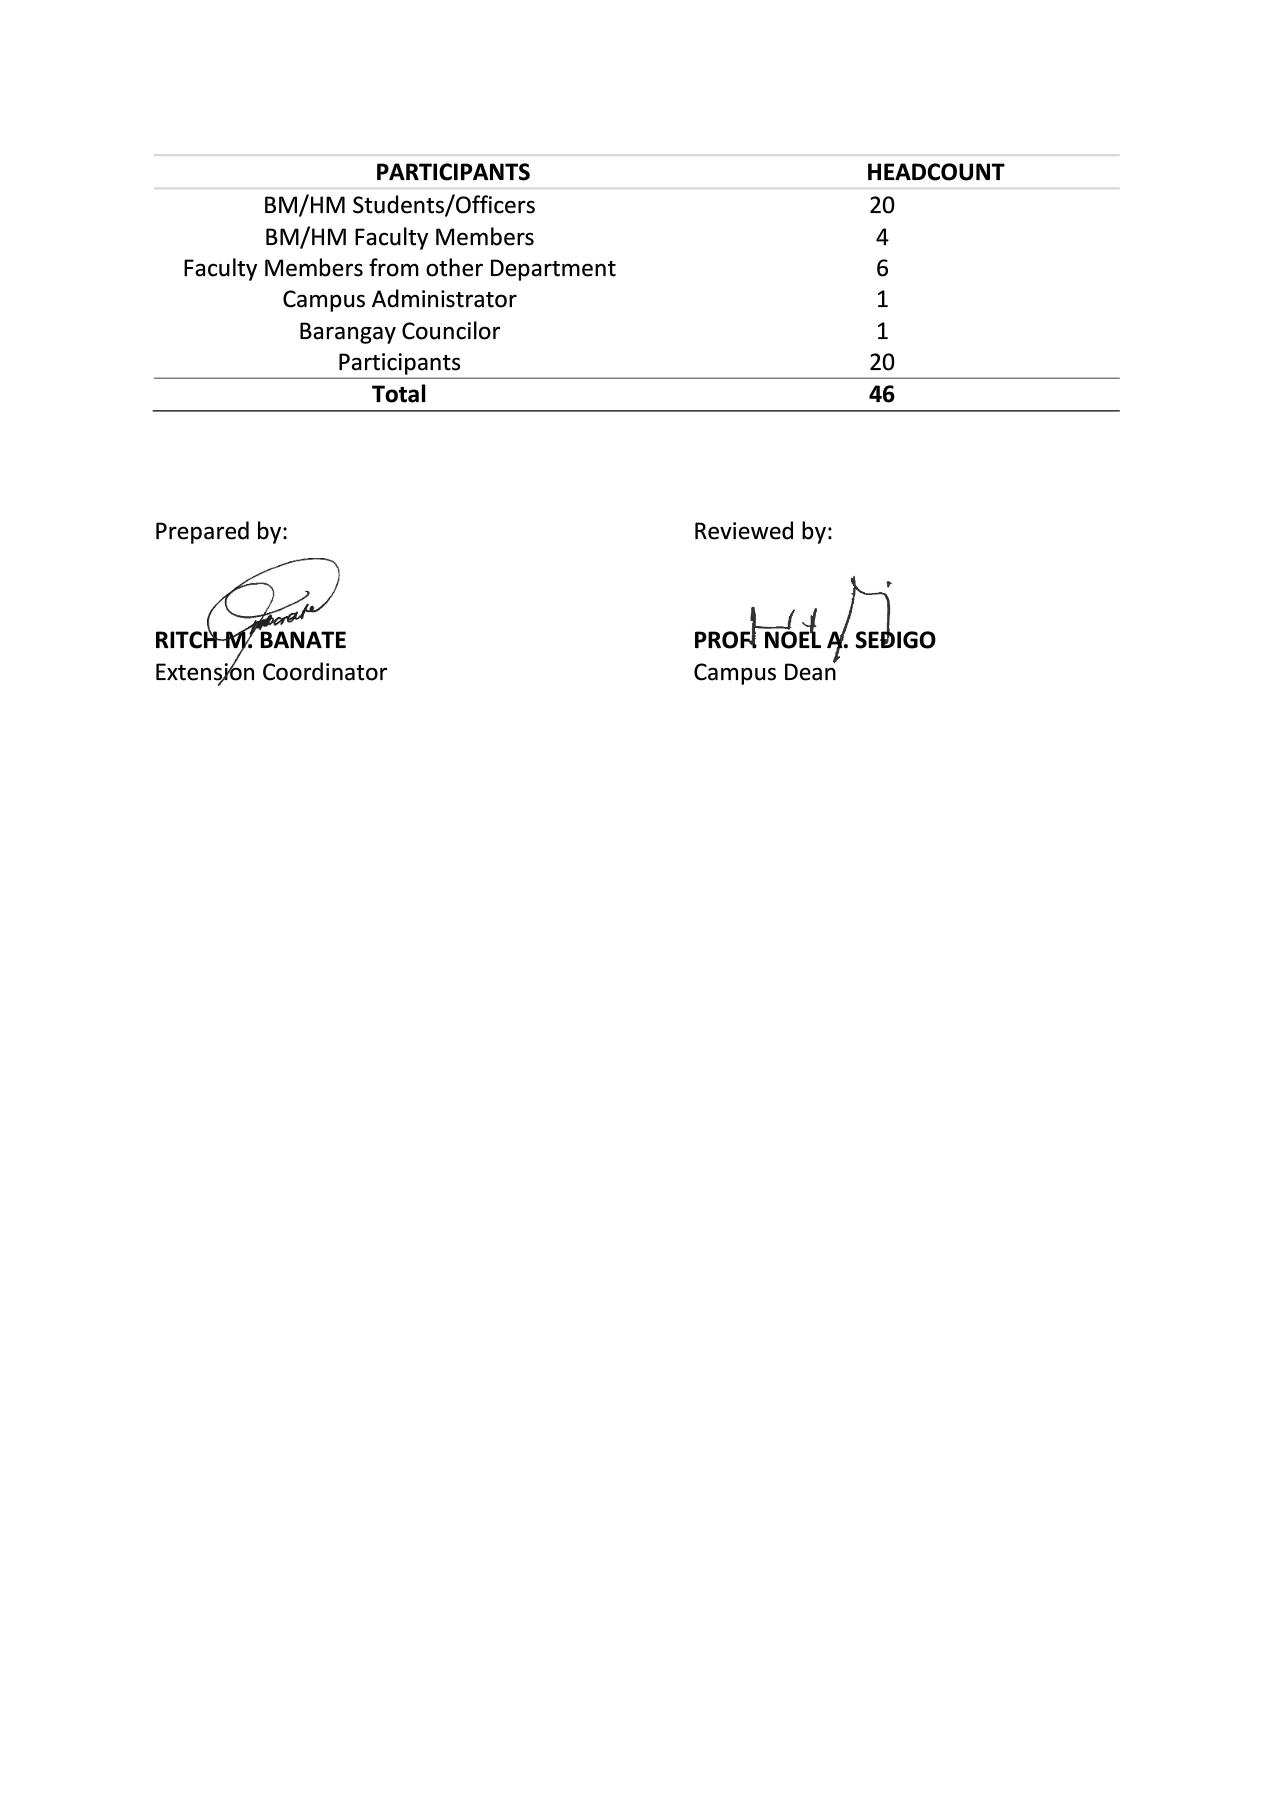 PARTICIPANTS HEADCOUNT
BM/HM Students/Officers 20
BM/HM Faculty Members 4
Faculty Members from other Department 6
Campus Administrator 1
Barangay Councilor 1
Participants 20
Total 46
Prepared by: Reviewed by:
RITCH M. BANATE PROF. NOEL A. SEDIGO
Extension Coordinator Campus Dean